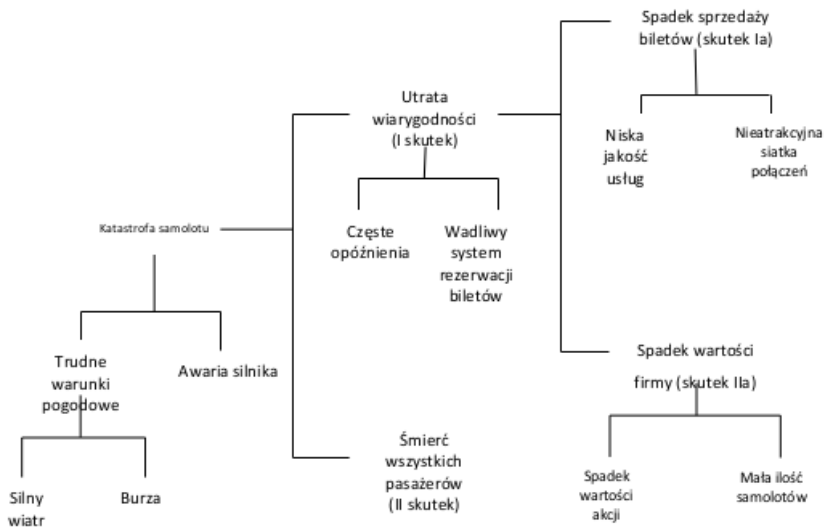 Spadek sprzedaży
biletów (skutek Ia)
Utrata
wiarygodności
(I skutek)
Niska
jakość
usług
Nieatrakcyjna
siatka
połączeń
Katastrofa samolotu
Częste
opóźnienia
Wadliwy
system
rezerwacji
biletów
Trudne
warunki
pogodowe
Awaria silnika
Spadek wartości
firmy (skutek IIa)
Silny
wiatr
Burza
Śmierć
wszystkich
pasażerów
(II skutek)
Spadek
wartości
akcji
Mała ilość
samolotów